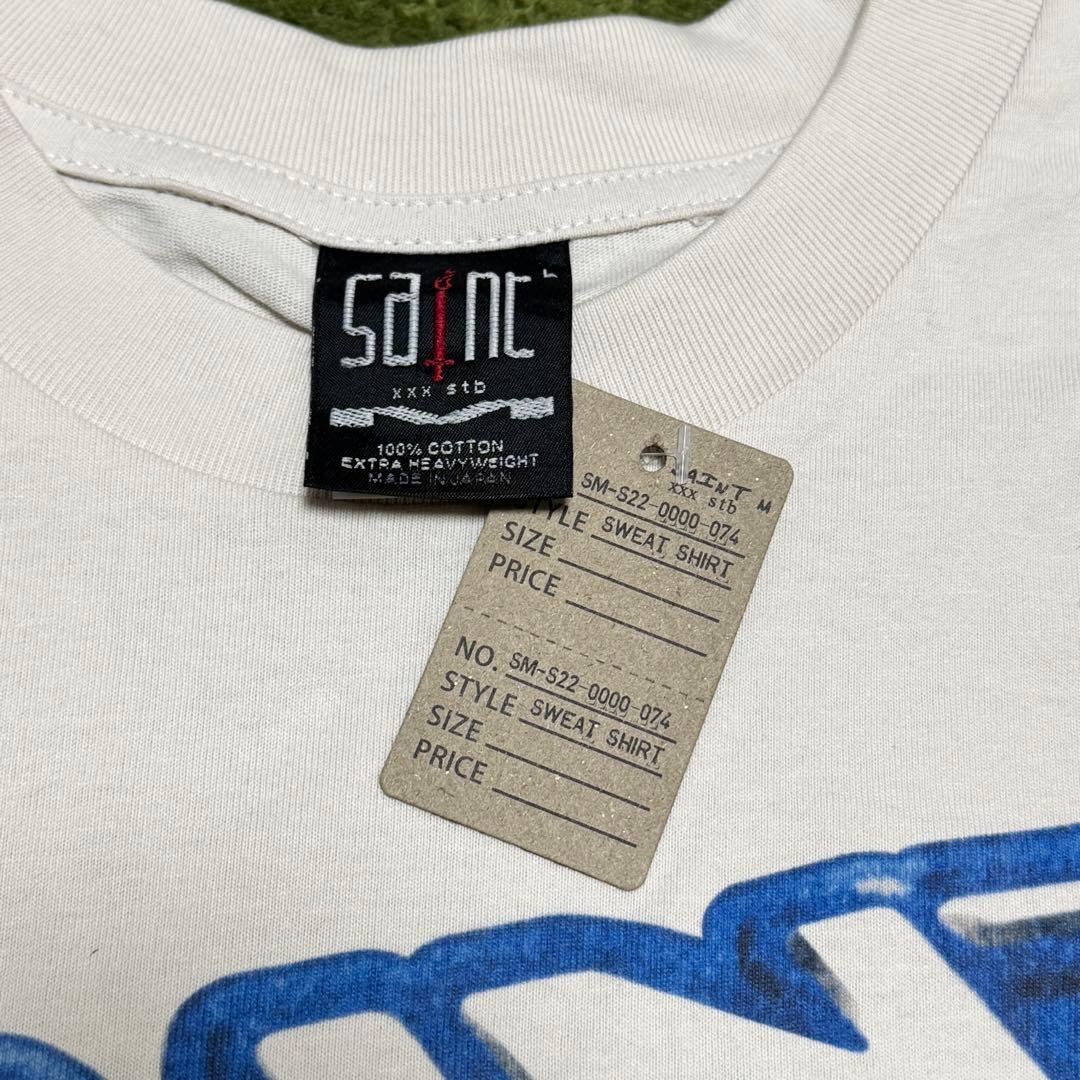 saint
L
xxx stb
100% COTTON
EXTRA HEAVYWEIGHT
MADE IN JAPAN
SAINT M
xxx stb
SM-S22-0000-074
STYLE SWEAT SHIRT
SIZE
PRICE
NO. SM-S22-0000-074
STYLE SWEAT SHIRT
SIZE
PRICE